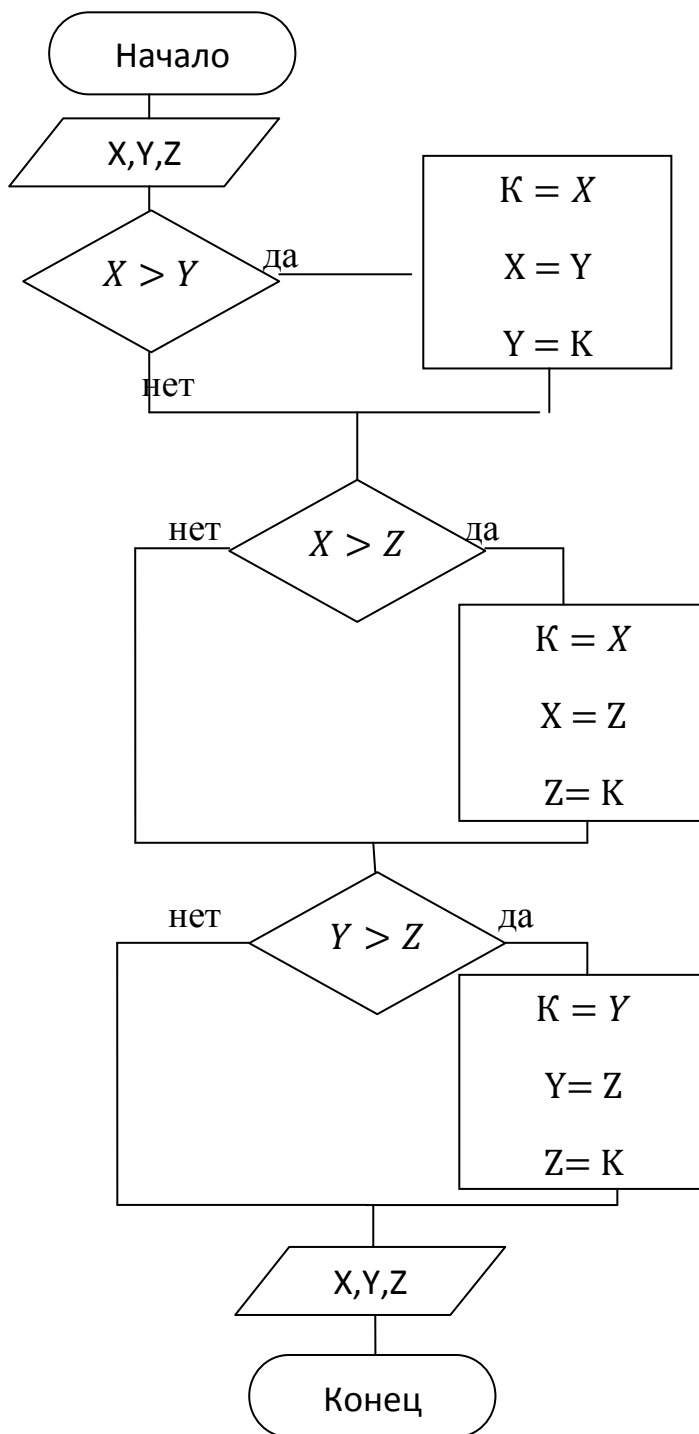 Начало
X,Y,Z
X > Y
да
К = X
X = Y
Y = K
нет
нет
X > Z
да
К = X
X = Z
Z= K
нет
Y > Z
да
К = Y
Y= Z
Z= K
X,Y,Z
Конец